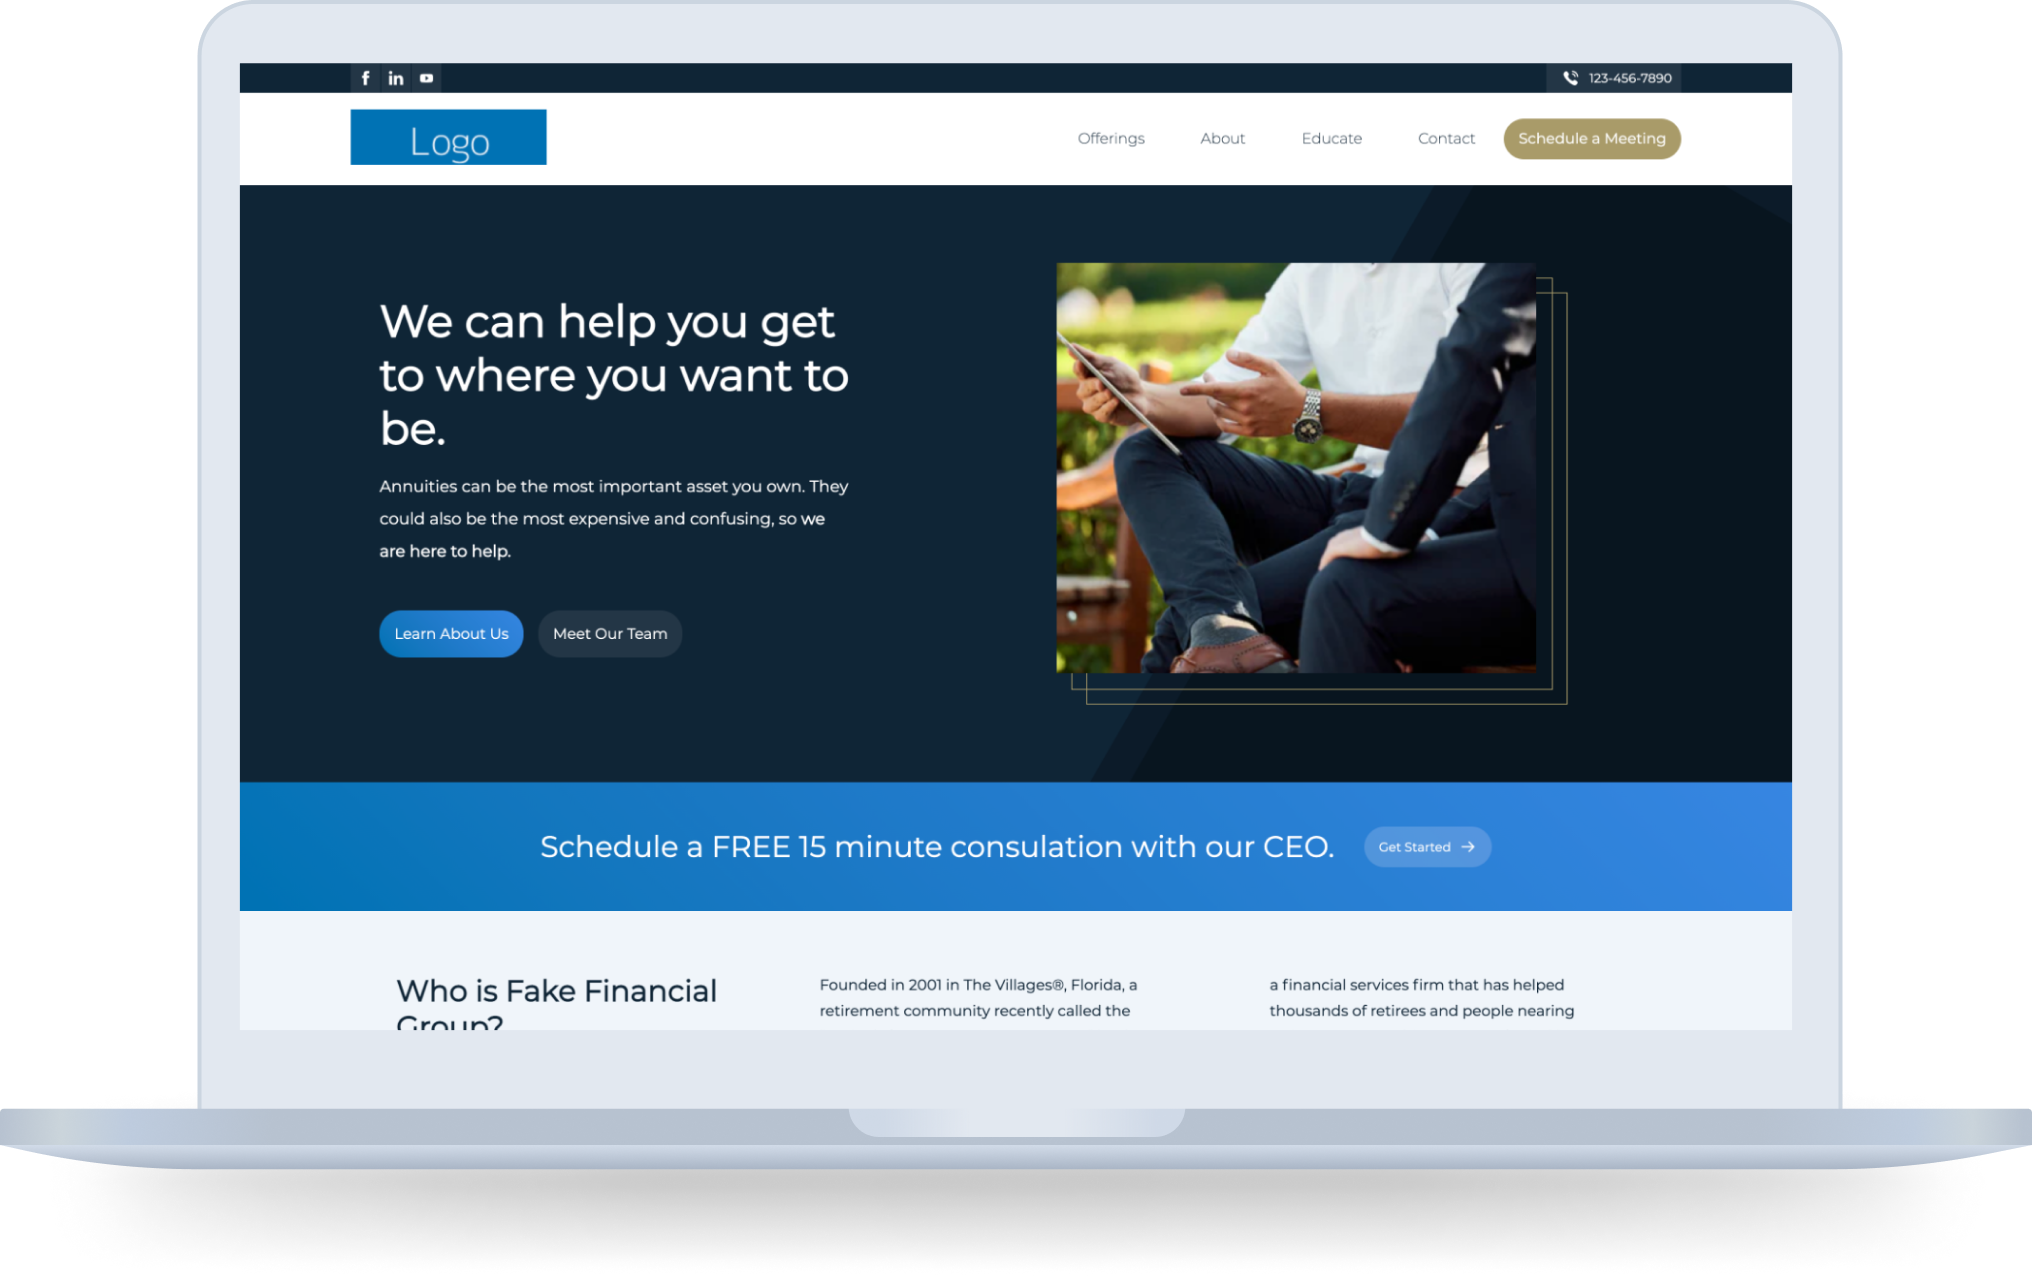 123-456-7890
Logo
Offerings About Educate Contact Schedule a Meeting
We can help you get
to where you want to
be.
Annuities can be the most important asset you own. They
could also be the most expensive and confusing, so we
are here to help.
Learn About Us Meet Our Team
Schedule a FREE 15 minute consulation with our CEO. Get Started
Who is Fake Financial
Group?
Founded in 2001 in The Villages®, Florida, a
retirement community recently called the
a financial services firm that has helped
thousands of retirees and people nearing